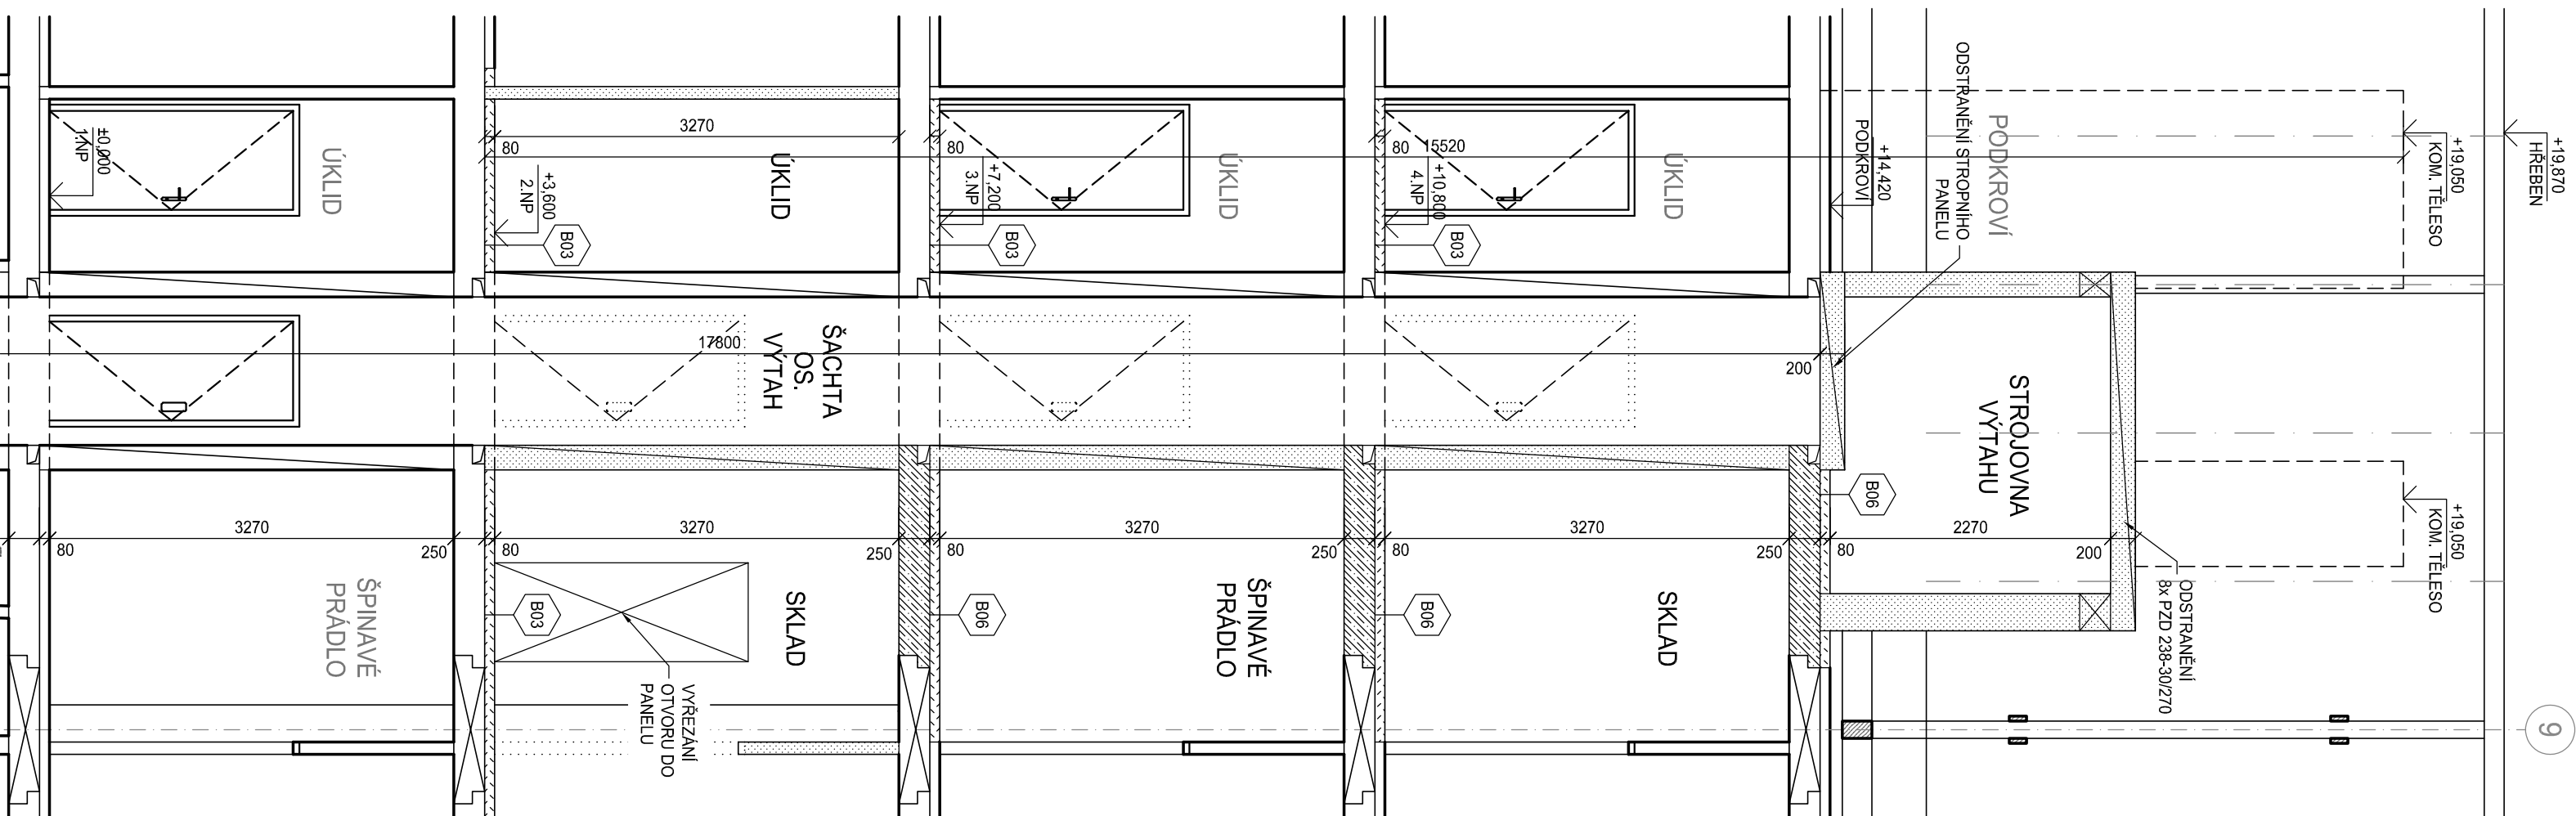 ±0,000
1.NP
ÚKLID
3270
80
+3,600
2.NP
B03
ÚKLID
80
+7,200
3.NP
B03
ÚKLID
80
15520
+10,800
4.NP
B03
ÚKLID
+14,420
PODKROVÍ
ODSTRANĚNÍ STROPNÍHO
PANELU
PODKROVÍ
+19,050
KOM. TĚLESO
+19,870
HŘEBEN
17800
ŠACHTA
OS.
VÝTAH
200
STROJOVNA
VÝTAHU
B06
3270
80
250
3270
80
250
3270
80
250
3270
80
250
2270
80
200
+19,050
KOM. TĚLESO
ŠPINAVÉ
PRÁDLO
B03
SKLAD
VYŘEZÁNÍ
OTVORU DO
PANELU
B06
ŠPINAVÉ
PRÁDLO
B06
SKLAD
ODSTRANĚNÍ
8x PZD 238-30/270
9